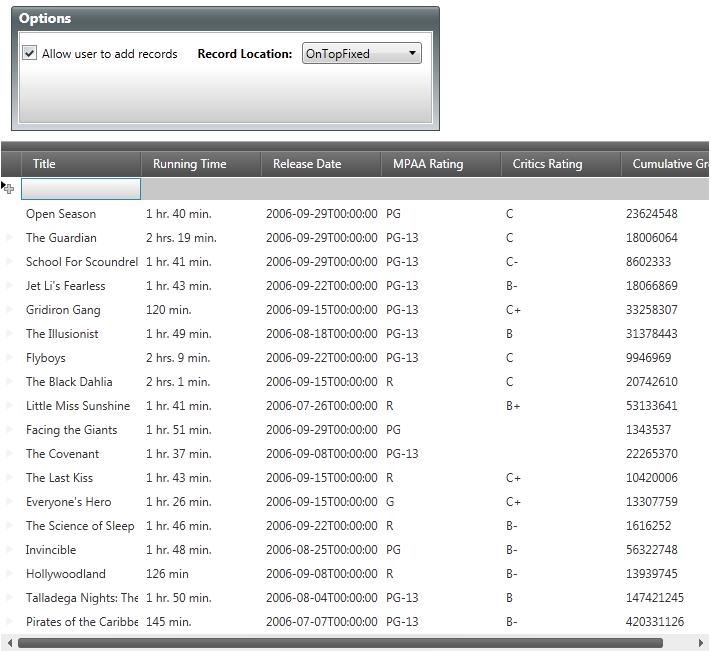 Options
Allow user to add records Record Location: OnTopFixed
Title Running Time Release Date MPAA Rating Critics Rating Cumulative Gr
Open Season 1 hr. 40 min. 2006-09-29T00:00:00 PG C 23624548
The Guardian 2 hrs. 19 min. 2006-09-29T00:00:00 PG-13 C 18006064
School For Scoundrel 1 hr. 41 min. 2006-09-29T00:00:00 PG-13 C- 8602333
Jet Li's Fearless 1 hr. 43 min. 2006-09-22T00:00:00 PG-13 B- 18066869
Gridiron Gang 120 min. 2006-09-15T00:00:00 PG-13 C+ 33258307
The Illusionist 1 hr. 49 min. 2006-08-18T00:00:00 PG-13 B 31378443
Flyboys 2 hrs. 9 min. 2006-09-22T00:00:00 PG-13 C 9946969
The Black Dahlia 2 hrs. 1 min. 2006-09-15T00:00:00 R C 20742610
Little Miss Sunshine 1 hr. 41 min. 2006-07-26T00:00:00 R B+ 53133641
Facing the Giants 1 hr. 51 min. 2006-09-29T00:00:00 PG 1343537
The Covenant 1 hr. 37 min. 2006-09-08T00:00:00 PG-13 22265370
The Last Kiss 1 hr. 43 min. 2006-09-15T00:00:00 R C+ 10420006
Everyone's Hero 1 hr. 26 min. 2006-09-15T00:00:00 G C+ 13307759
The Science of Sleep 1 hr. 46 min. 2006-09-22T00:00:00 R B- 1616252
Invincible 1 hr. 48 min. 2006-08-25T00:00:00 PG B- 56322748
Hollywoodland 126 min 2006-09-08T00:00:00 R B- 13939745
Talladega Nights: The 1 hr. 50 min. 2006-08-04T00:00:00 PG-13 B 147421245
Pirates of the Caribbe 145 min. 2006-07-07T00:00:00 PG-13 B- 420331126